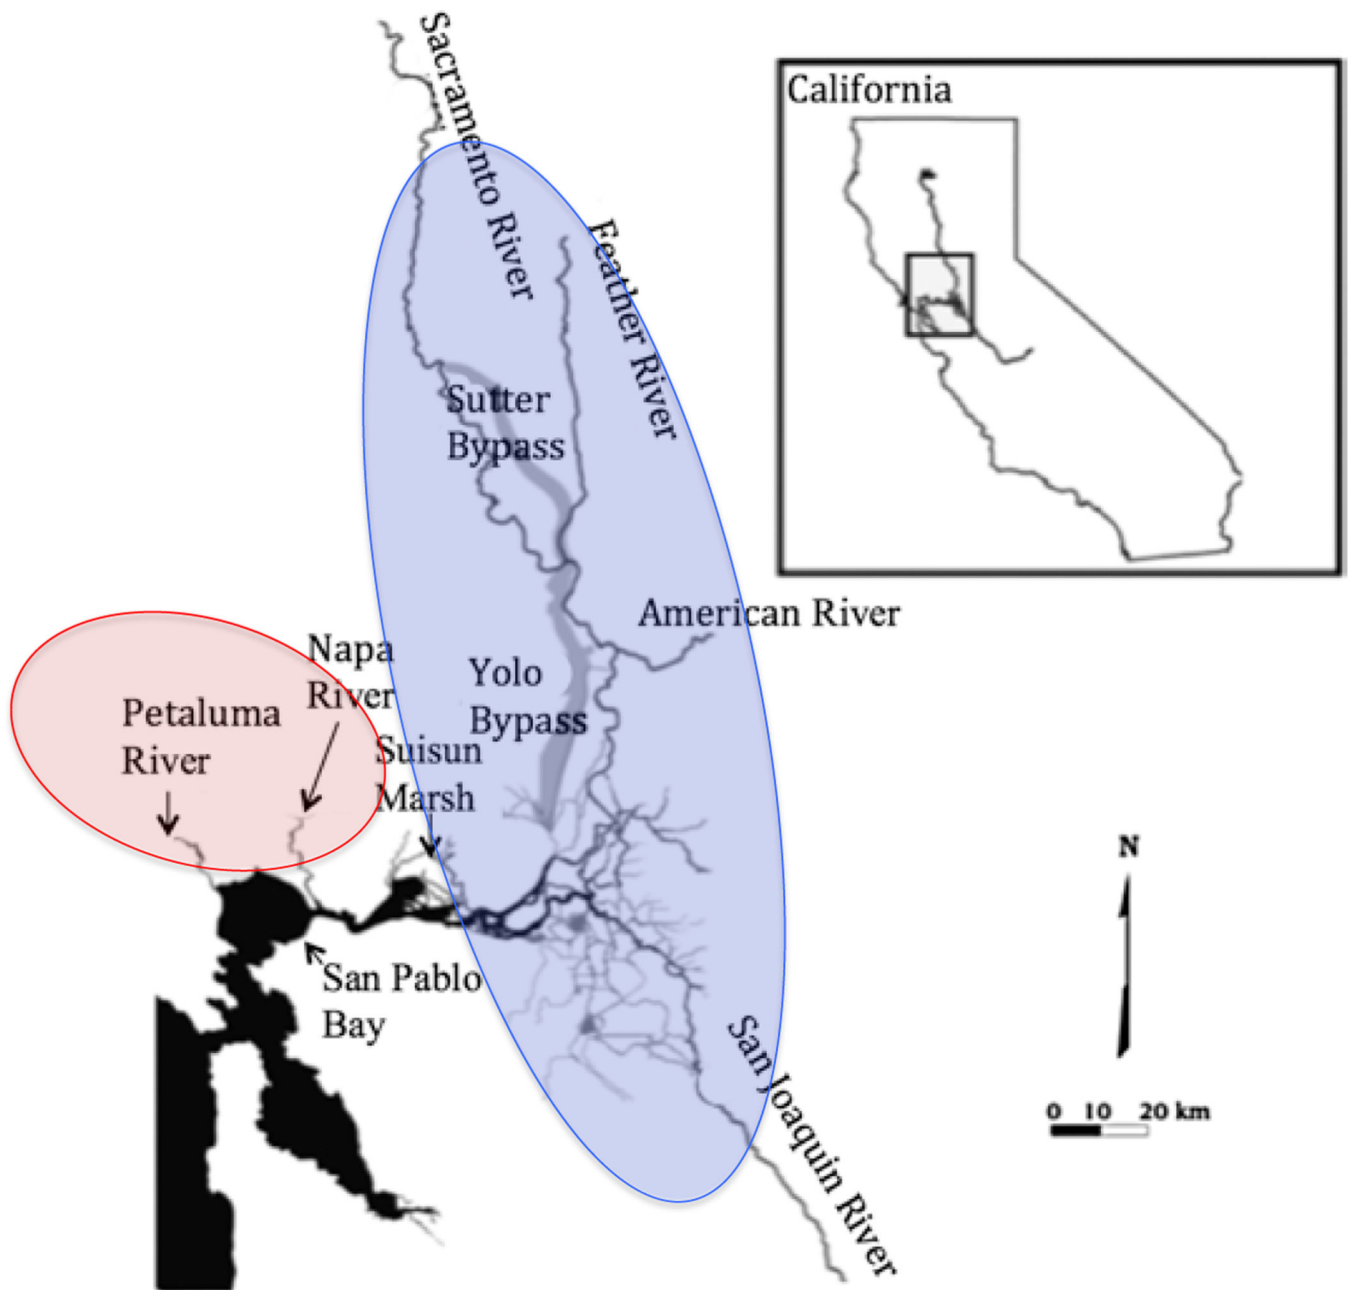 Sacramento River
California
Feather River
Sutter
Bypass
American River
Napa
River
Yolo
Bypass
Petaluma
River
Suisun
Marsh
N
San Pablo
Bay
San Joaquin River
0 10 20 km